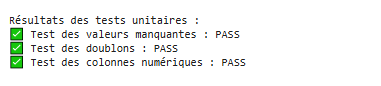 Résultats des tests unitaires :
✅ Test des valeurs manquantes : PASS
✅ Test des doublons : PASS
✅ Test des colonnes numériques : PASS